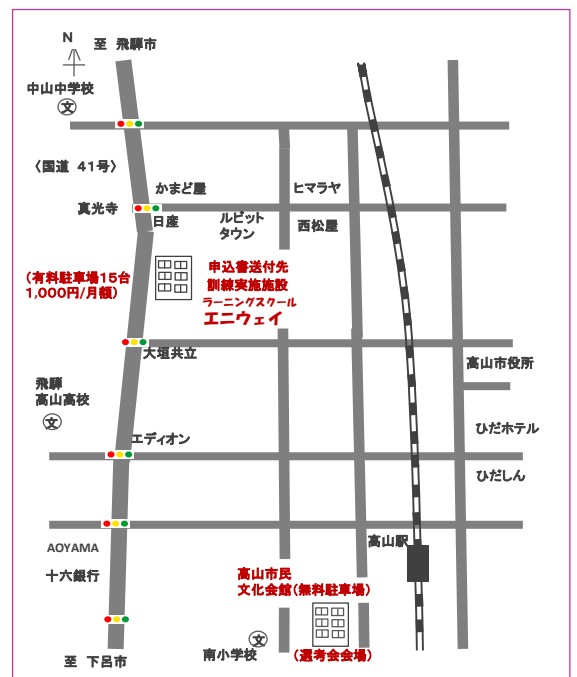 N
至 飛騨市
中山中学校
文
〈国道 41号〉
かまど屋
ヒマラヤ
真光寺
日産
ルビット
タウン
西松屋
(有料駐車場15台
1,000円/月額)
申込書送付先
訓練実施施設
ラーニングスクール
エニウェイ
大垣共立
高山市役所
飛騨
高山高校
文
エディオン
ひだホテル
ひだしん
AOYAMA
高山駅
十六銀行
高山市民
文化会館(無料駐車場)
文
南小学校
(選考会会場)
至 下呂市